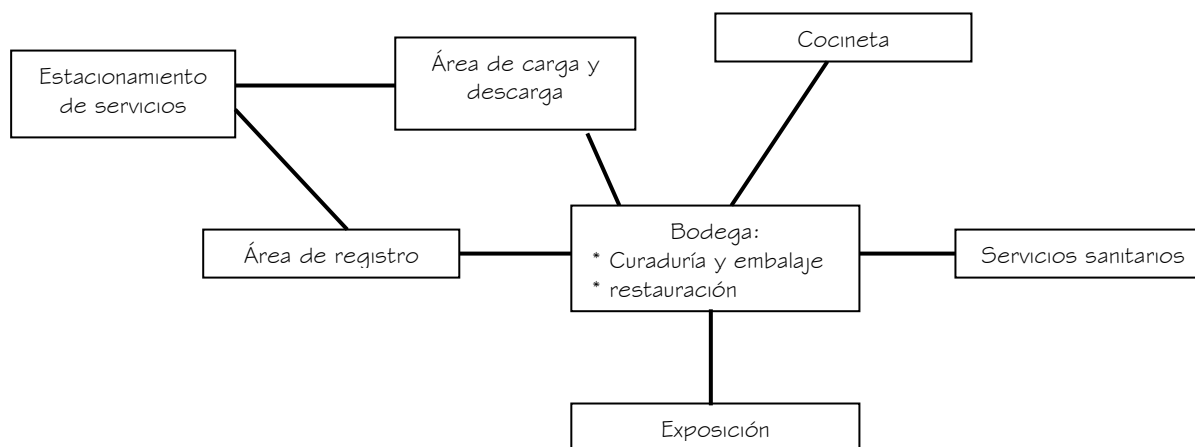 Cocineta
Estacionamiento
de servicios
Área de carga y
descarga
Área de registro
Bodega:
* Curaduría y embalaje
* restauración
Servicios sanitarios
Exposición